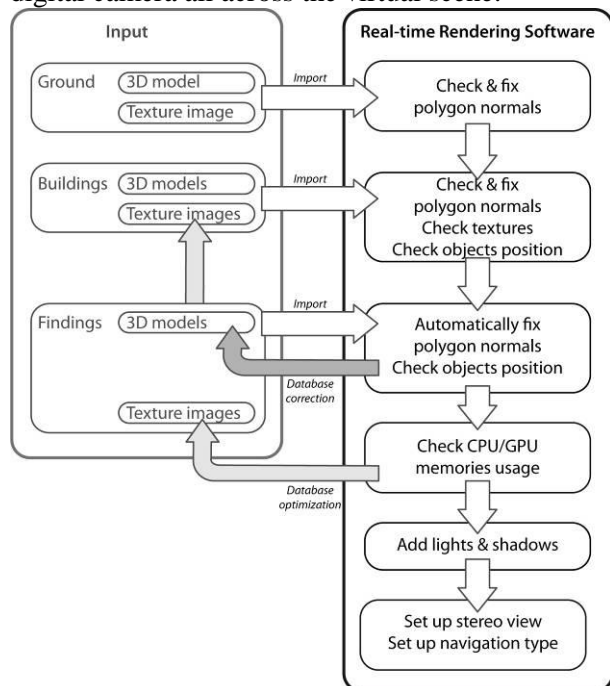 digital camera all across the virtual scene.
Input
Real-time Rendering Software
Ground
3D model
Texture image
Import
Check & fix
polygon normals
Buildings
3D models
Texture images
Import
Check & fix
polygon normals
Check textures
Check objects position
Findings
3D models
Import
Automatically fix
polygon normals
Check objects position
Database
correction
Texture images
Check CPU/GPU
memories usage
Database
optimization
Add lights & shadows
Set up stereo view
Set up navigation type